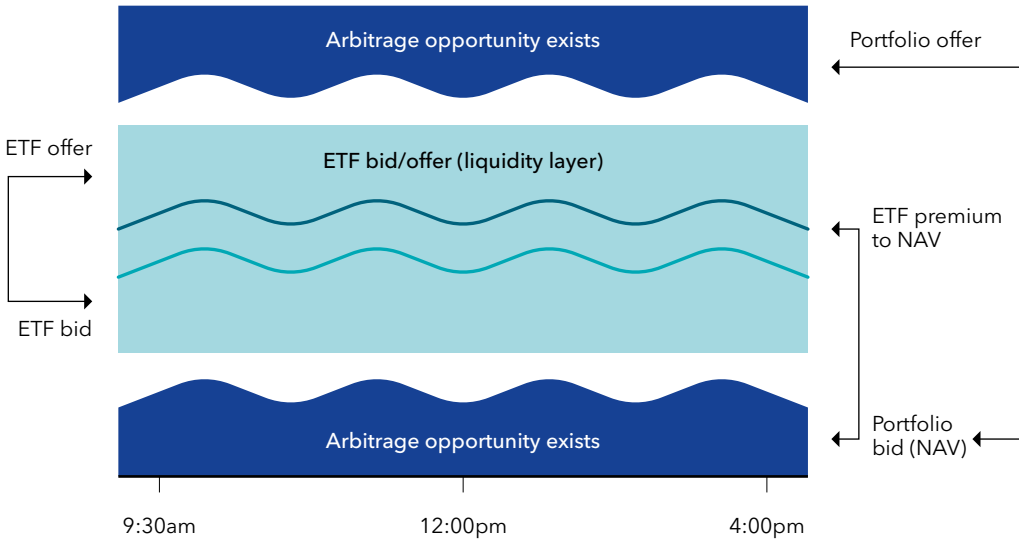 Arbitrage opportunity exists
Portfolio offer
ETF offer
ETF bid/offer (liquidity layer)
ETF premium
to NAV
ETF bid
Arbitrage opportunity exists
Portfolio
bid (NAV)
9:30am
12:00pm
4:00pm